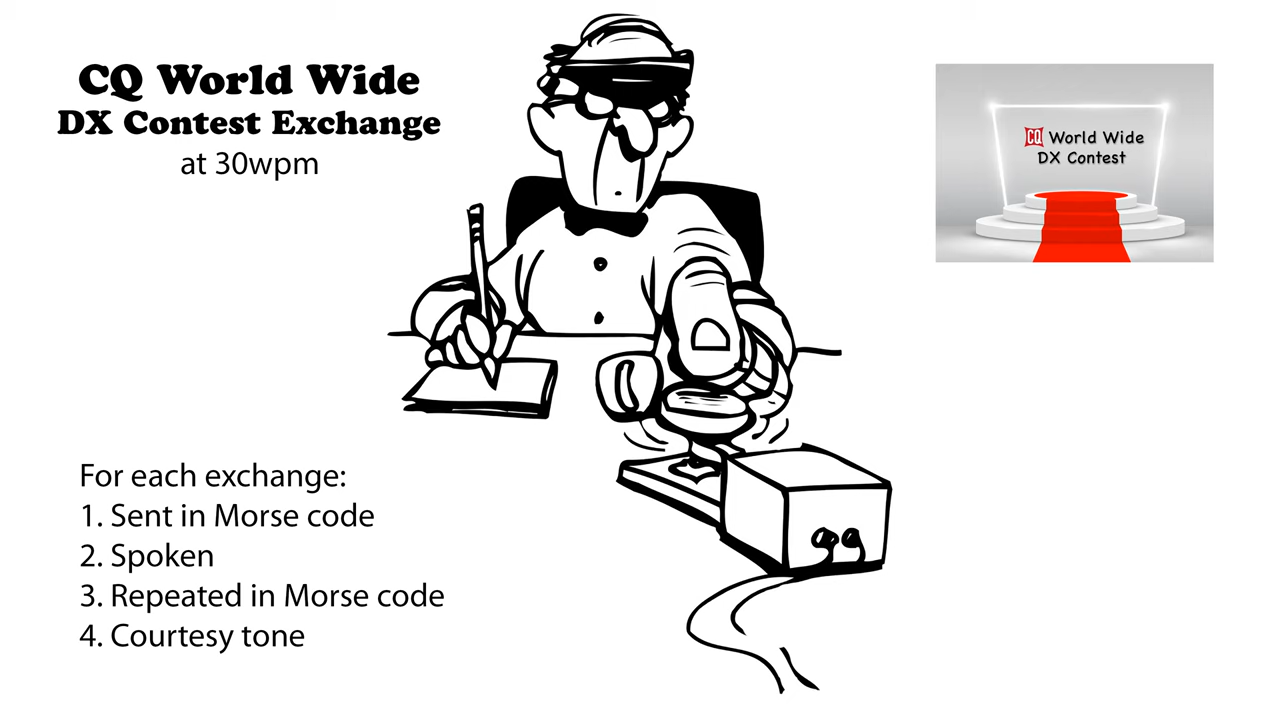 CQ World Wide
DX Contest Exchange
at 30wpm
CQ World Wide
DX Contest
For each exchange:
1. Sent in Morse code
2. Spoken
3. Repeated in Morse code
4. Courtesy tone